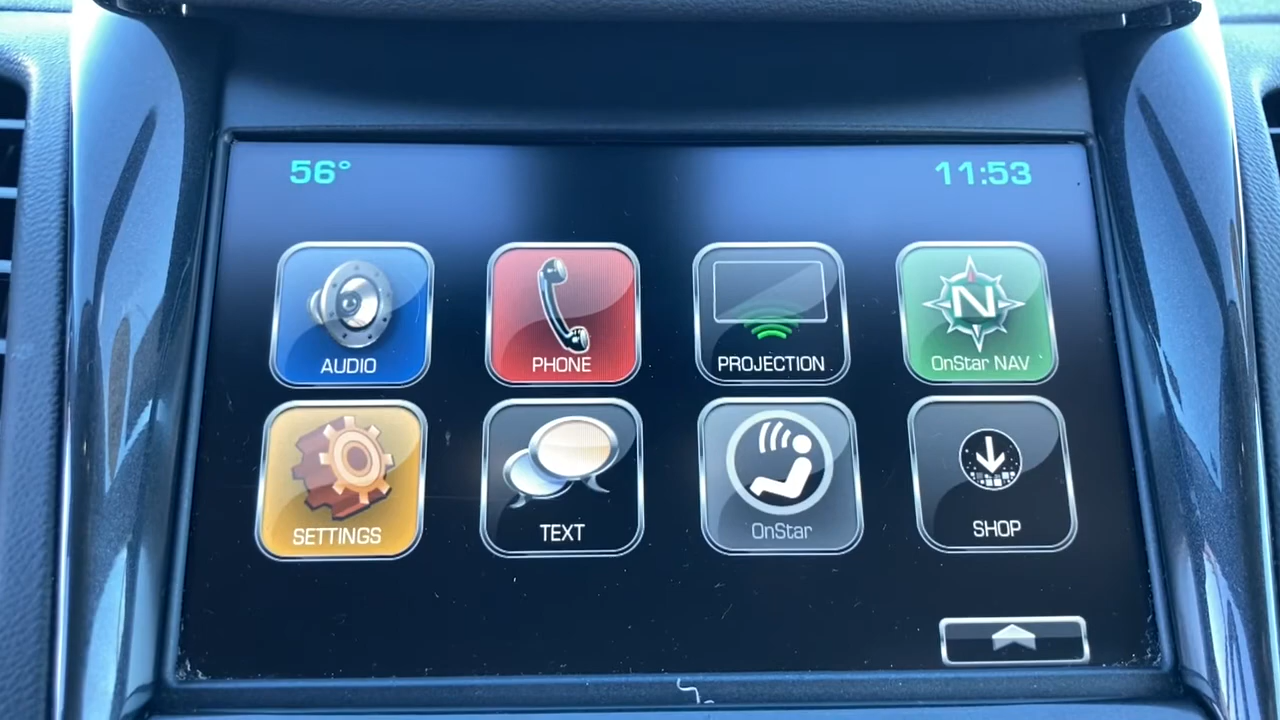 56°
11:53
AUDIO
PHONE
PROJECTION
N
OnStar NAV
SETTINGS
TEXT
OnStar
SHOP